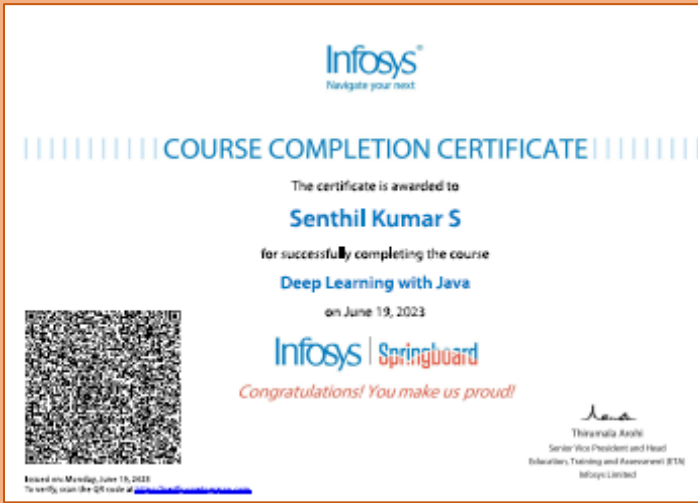 Infosys®
Navigate your next
COURSE COMPLETION CERTIFICATE
The certificate is awarded to
Senthil Kumar S
for successfully completing the course
Deep Learning with Java
on June 19, 2023
Infosys | Springboard
Congratulations! You make us proud!
Thirumala Arohi
Senior Vice President and Head
Education, Training and Assessment (ETA)
Infosys Limited
Issued on: Monday, June 19, 2023
To verify, scan the QR code at